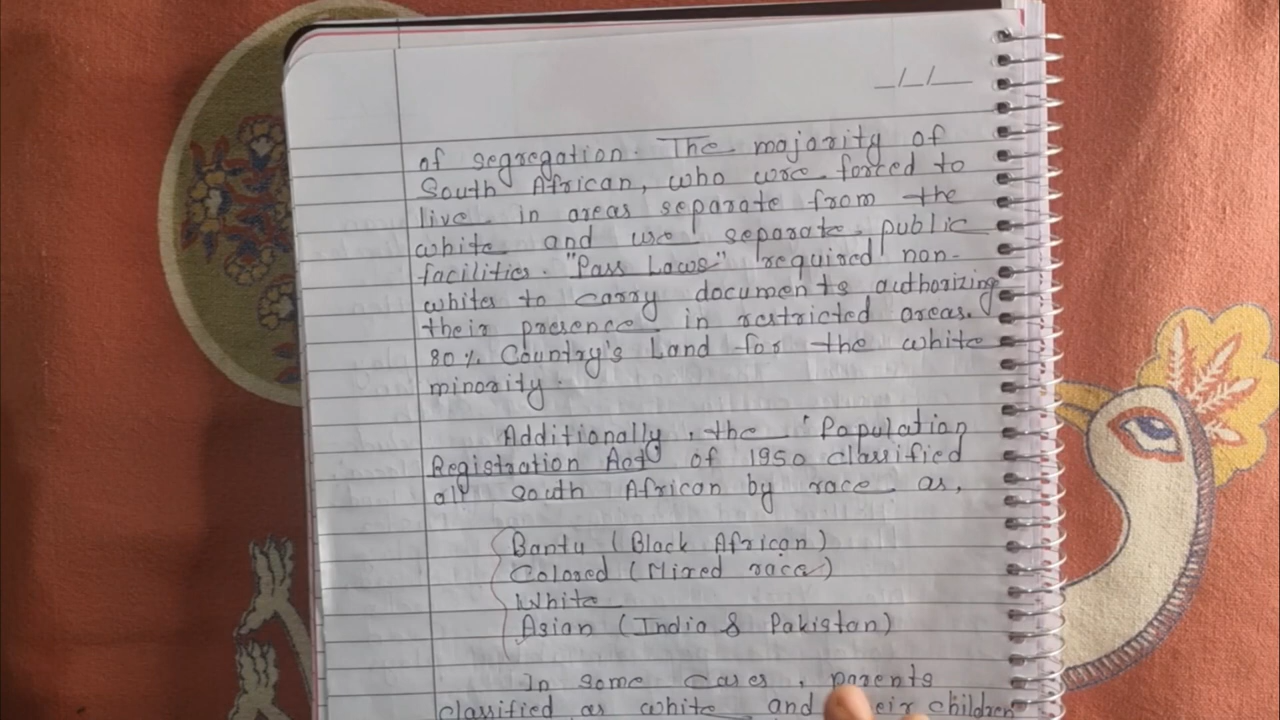 _/_/_
of segregation. The majority of
South African, who were forced to
live in areas separate from the
white and use separate public
facilities. "Pass Laws" required non-
whites to carry documents authorizing
their presence in restricted areas.
80% Country's Land for the white
minority.
Additionally, the 'Population
Registration Act' of 1950 classified
all South African by race as,
Bantu (Black African)
Colored (Mixed race)
White
Asian (India & Pakistan)
In some cases, parents
classified as white and their children